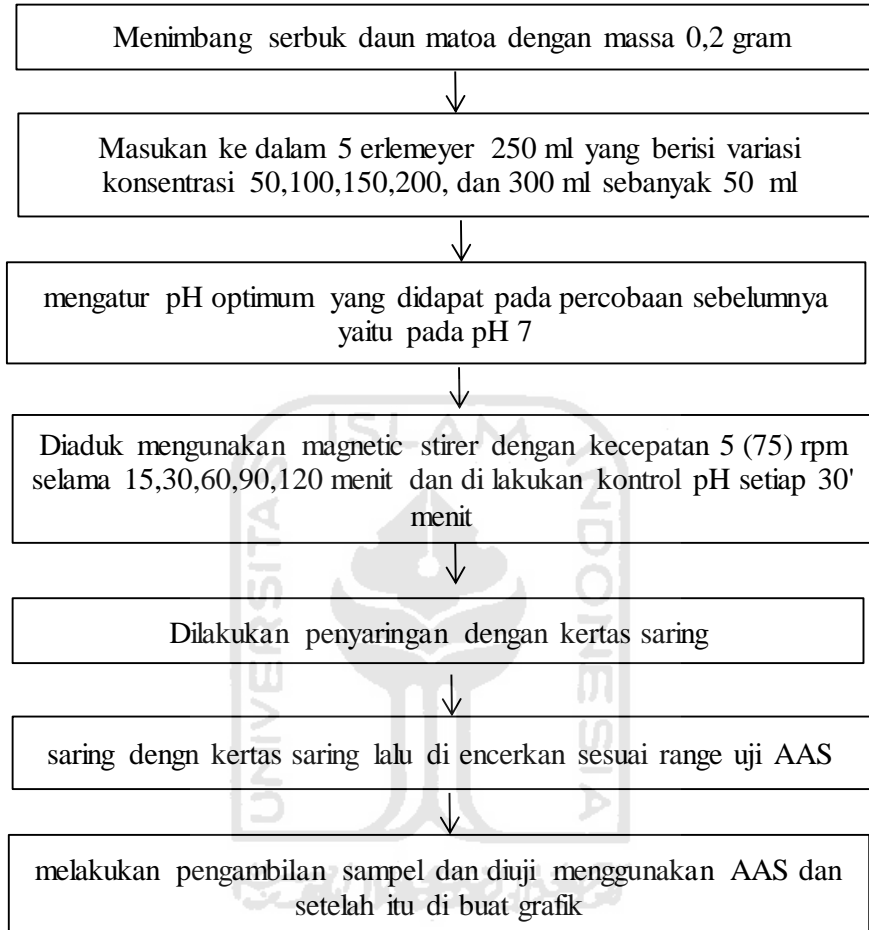 Menimbang serbuk daun matoa dengan massa 0,2 gram
Masukan ke dalam 5 erlemeyer 250 ml yang berisi variasi
konsentrasi 50,100,150,200, dan 300 ml sebanyak 50 ml
mengatur pH optimum yang didapat pada percobaan sebelumnya
yaitu pada pH 7
Diaduk mengunakan magnetic stirer dengan kecepatan 5 (75) rpm
selama 15,30,60,90,120 menit dan di lakukan kontrol pH setiap 30'
menit
Dilakukan penyaringan dengan kertas saring
saring dengn kertas saring lalu di encerkan sesuai range uji AAS
melakukan pengambilan sampel dan diuji menggunakan AAS dan
setelah itu di buat grafik
ISLAM
UNIVERSITAS
INDONESIA